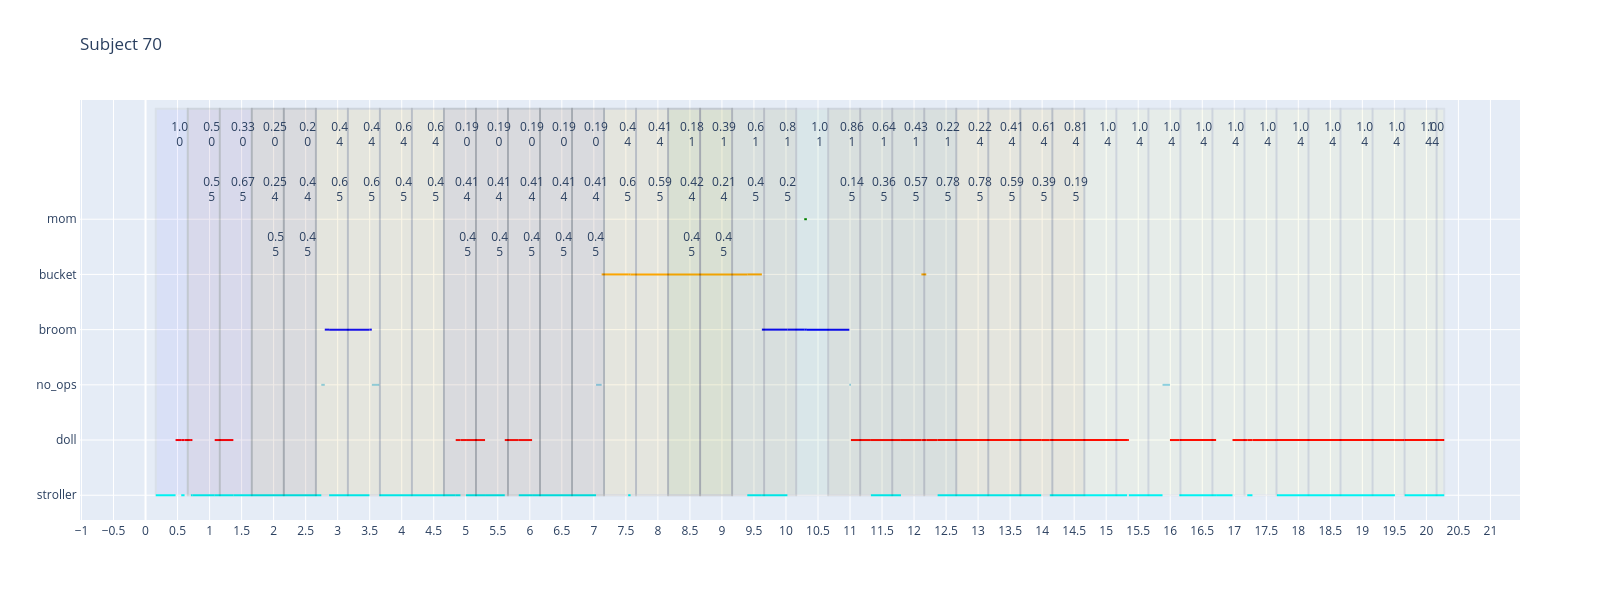 Subject 70
1.0 0.5 0.33 0.25 0.2 0.4 0.4 0.6 0.6 0.19 0.19 0.19 0.19 0.19 0.4 0.41 0.18 0.39 0.6 0.8 1.0 0.86 0.64 0.43 0.22 0.22 0.41 0.61 0.81 1.0 1.0 1.0 1.0 1.0 1.0 1.0 1.0 1.0 1.0
0 0 0 0 0 4 4 4 4 0 0 0 0 0 4 4 1 1 1 1 1 1 1 1 1 4 4 4 4 4 4 4 4 4 4 4 4 4 4 4 4
0.5 0.67 0.25 0.4 0.6 0.6 0.4 0.4 0.41 0.41 0.41 0.41 0.41 0.6 0.59 0.42 0.21 0.4 0.2 0.14 0.36 0.57 0.78 0.78 0.59 0.39 0.19
5 5 4 4 5 5 5 5 4 4 4 4 4 5 5 4 4 5 5 5 5 5 5 5 5 5 5
mom
0.5 0.4 0.4 0.4 0.4 0.4 0.4 0.4 0.4
5 5 5 5 5 5 5 5 5
bucket
broom
no_ops
doll
stroller
−1 −0.5 0 0.5 1 1.5 2 2.5 3 3.5 4 4.5 5 5.5 6 6.5 7 7.5 8 8.5 9 9.5 10 10.5 11 11.5 12 12.5 13 13.5 14 14.5 15 15.5 16 16.5 17 17.5 18 18.5 19 19.5 20 20.5 21